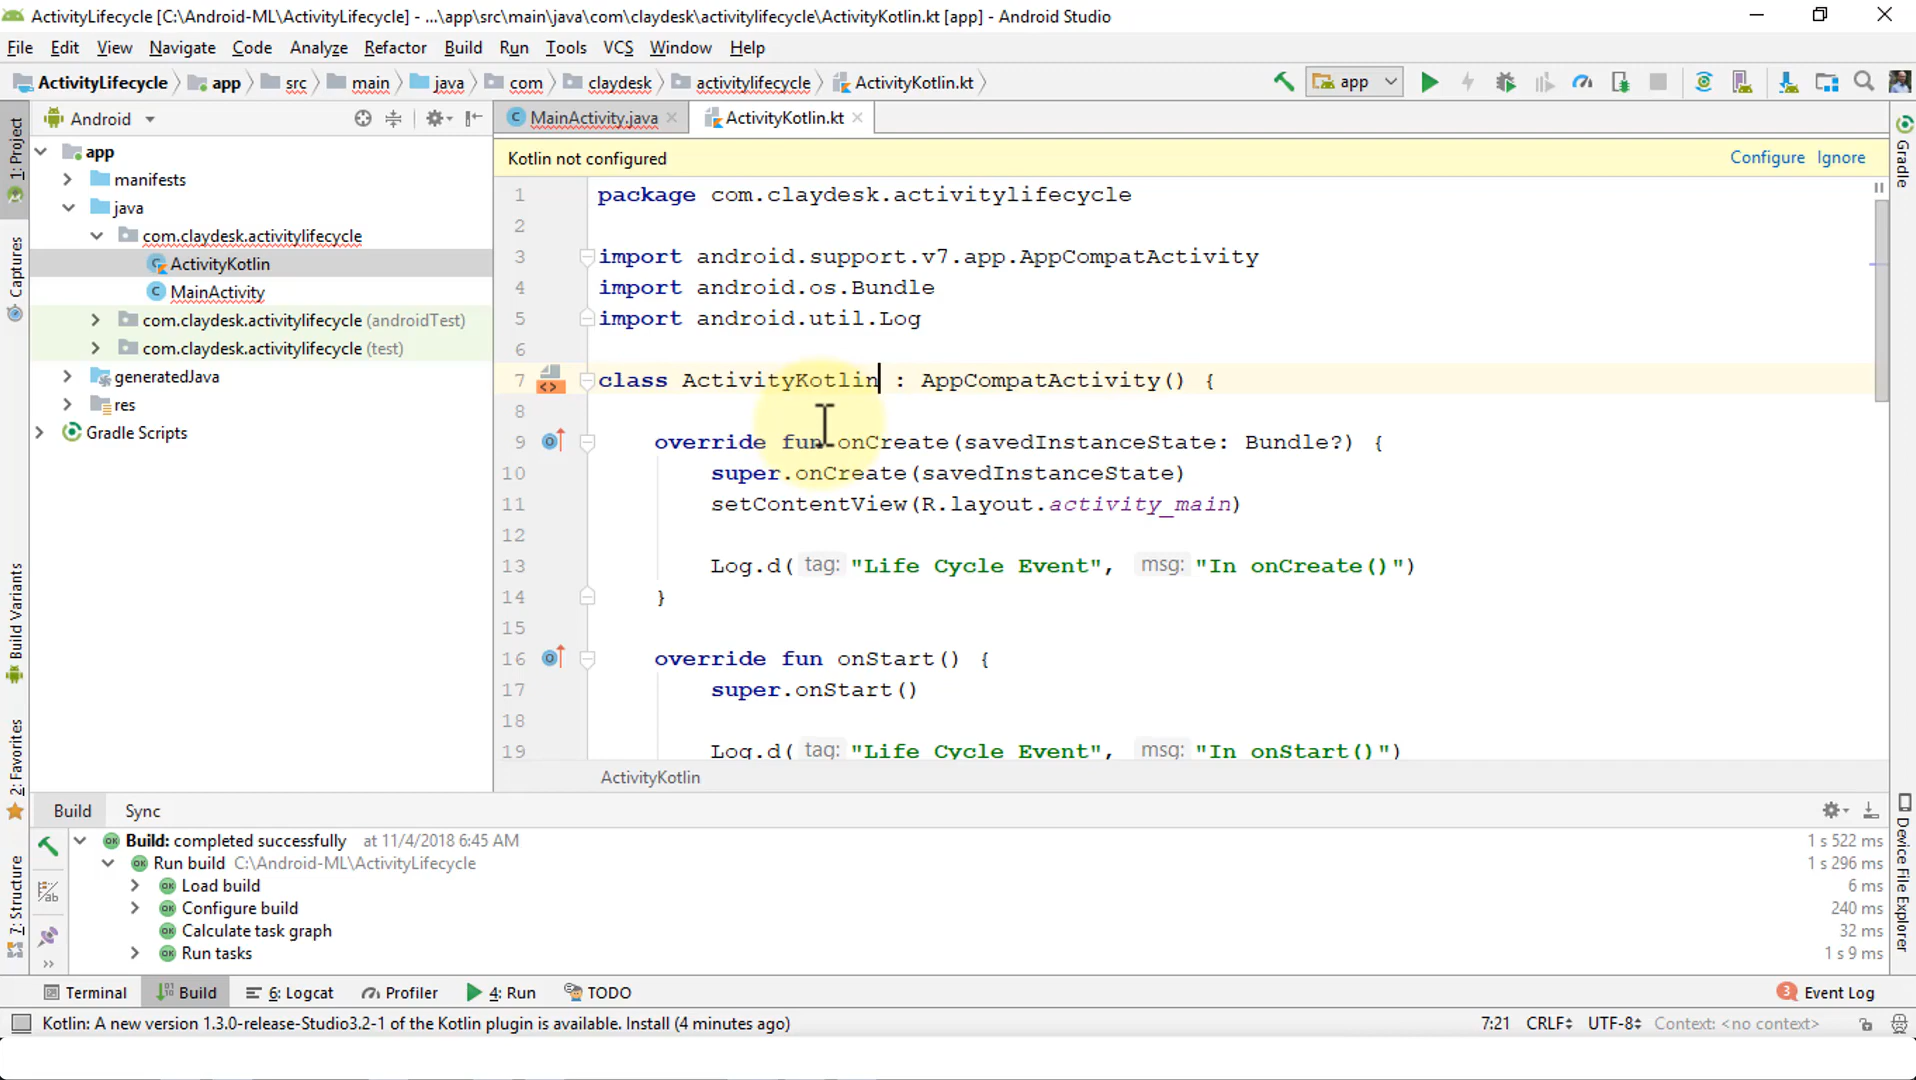 ActivityLifecycle [C:\Android-ML\ActivityLifecycle] - ...\app\src\main\java\com\claydesk\activitylifecycle\ActivityKotlin.kt [app] - Android Studio
File Edit View Navigate Code Analyze Refactor Build Run Tools VCS Window Help
ActivityLifecycle app src main java com claydesk activitylifecycle ActivityKotlin.kt app
1: Project
Captures
Build Variants
2: Favorites
7: Structure
Android
app
manifests
java
com.claydesk.activitylifecycle
ActivityKotlin
MainActivity
com.claydesk.activitylifecycle (androidTest)
com.claydesk.activitylifecycle (test)
generatedJava
res
Gradle Scripts
MainActivity.java ActivityKotlin.kt
Kotlin not configured Configure Ignore
1 package com.claydesk.activitylifecycle
2
3 import android.support.v7.app.AppCompatActivity
4 import android.os.Bundle
5 import android.util.Log
6
7 class ActivityKotlin : AppCompatActivity() {
8
9 override fun onCreate(savedInstanceState: Bundle?) {
10 super.onCreate(savedInstanceState)
11 setContentView(R.layout.activity_main)
12
13 Log.d( tag: "Life Cycle Event", msg: "In onCreate()")
14 }
15
16 override fun onStart() {
17 super.onStart()
18
19 Log.d( tag: "Life Cycle Event", msg: "In onStart()")
ActivityKotlin
Gradle
Device File Explorer
Build Sync
Build: completed successfully at 11/4/2018 6:45 AM 1 s 522 ms
Run build C:\Android-ML\ActivityLifecycle 1 s 296 ms
Load build 6 ms
Configure build 240 ms
Calculate task graph 32 ms
Run tasks 1 s 9 ms
Terminal Build 6: Logcat Profiler 4: Run TODO 3 Event Log
Kotlin: A new version 1.3.0-release-Studio3.2-1 of the Kotlin plugin is available. Install (4 minutes ago) 7:21 CRLF UTF-8 Context: <no context>